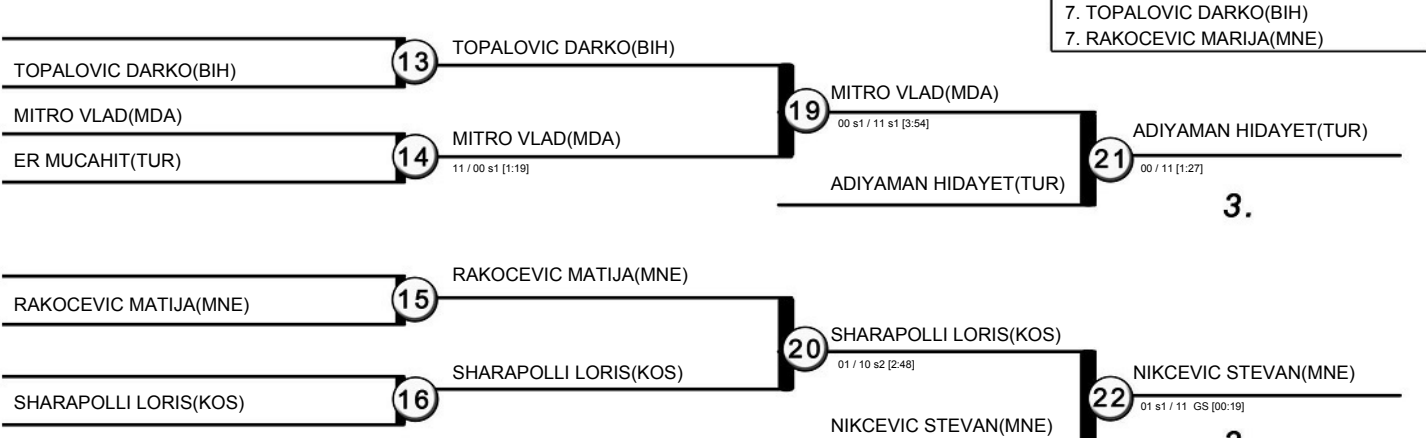 7. TOPALOVIC DARKO(BIH)
7. RAKOCEVIC MARIJA(MNE)
TOPALOVIC DARKO(BIH)
13
TOPALOVIC DARKO(BIH)
MITRO VLAD(MDA)
ER MUCAHIT(TUR)
14
MITRO VLAD(MDA)
11 / 00 s1 [1:19]
19
MITRO VLAD(MDA)
00 s1 / 11 s1 [3:54]
ADIYAMAN HIDAYET(TUR)
21
ADIYAMAN HIDAYET(TUR)
00 / 11 [1:27]
3.
RAKOCEVIC MATIJA(MNE)
15
RAKOCEVIC MATIJA(MNE)
SHARAPOLLI LORIS(KOS)
16
SHARAPOLLI LORIS(KOS)
20
SHARAPOLLI LORIS(KOS)
01 / 10 s2 [2:48]
NIKCEVIC STEVAN(MNE)
22
NIKCEVIC STEVAN(MNE)
01 s1 / 11 GS [00:19]